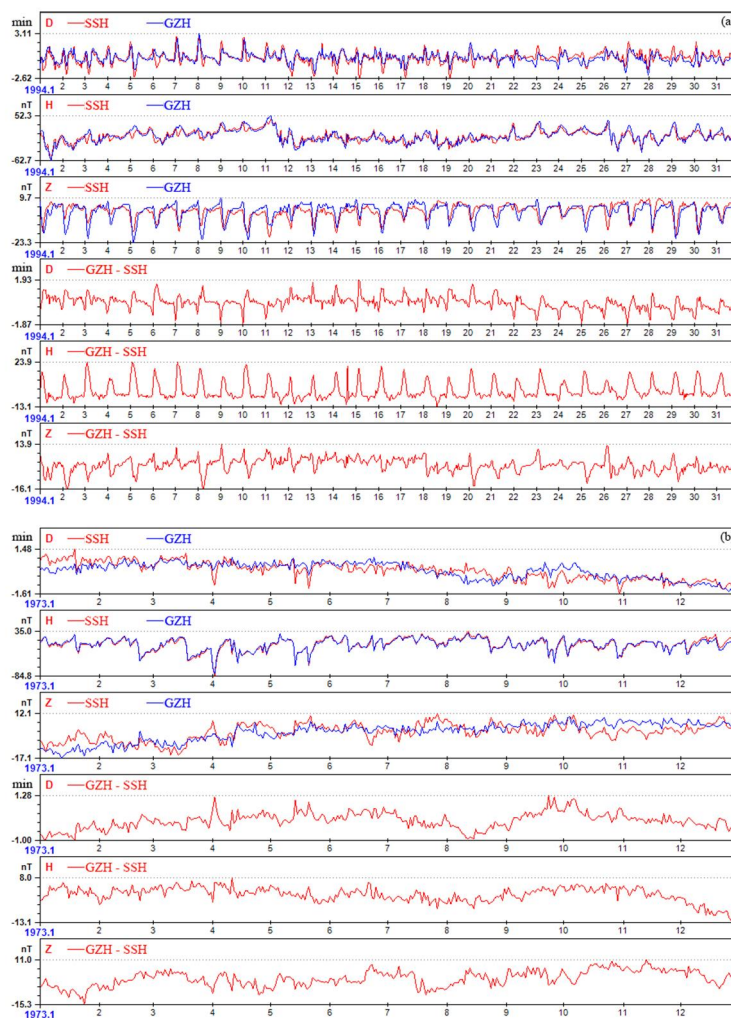 min D —SSH —GZH (a)
3.11
-2.62
2 3 4 5 6 7 8 9 10 11 12 13 14 15 16 17 18 19 20 21 22 23 24 25 26 27 28 29 30 31
1994.1
nT H —SSH —GZH
52.3
-62.7
2 3 4 5 6 7 8 9 10 11 12 13 14 15 16 17 18 19 20 21 22 23 24 25 26 27 28 29 30 31
1994.1
nT Z —SSH —GZH
9.7
-23.3
2 3 4 5 6 7 8 9 10 11 12 13 14 15 16 17 18 19 20 21 22 23 24 25 26 27 28 29 30 31
1994.1
min D —GZH - SSH
1.93
-1.87
2 3 4 5 6 7 8 9 10 11 12 13 14 15 16 17 18 19 20 21 22 23 24 25 26 27 28 29 30 31
1994.1
nT H —GZH - SSH
23.9
-13.1
2 3 4 5 6 7 8 9 10 11 12 13 14 15 16 17 18 19 20 21 22 23 24 25 26 27 28 29 30 31
1994.1
nT Z —GZH - SSH
13.9
-16.1
2 3 4 5 6 7 8 9 10 11 12 13 14 15 16 17 18 19 20 21 22 23 24 25 26 27 28 29 30 31
1994.1
min D —SSH —GZH (b)
1.48
-1.61
2 3 4 5 6 7 8 9 10 11 12
1973.1
nT H —SSH —GZH
35.0
-84.8
2 3 4 5 6 7 8 9 10 11 12
1973.1
nT Z —SSH —GZH
12.1
-17.1
2 3 4 5 6 7 8 9 10 11 12
1973.1
min D —GZH - SSH
1.28
-1.00
2 3 4 5 6 7 8 9 10 11 12
1973.1
nT H —GZH - SSH
8.0
-13.1
2 3 4 5 6 7 8 9 10 11 12
1973.1
nT Z —GZH - SSH
11.0
-15.3
2 3 4 5 6 7 8 9 10 11 12
1973.1